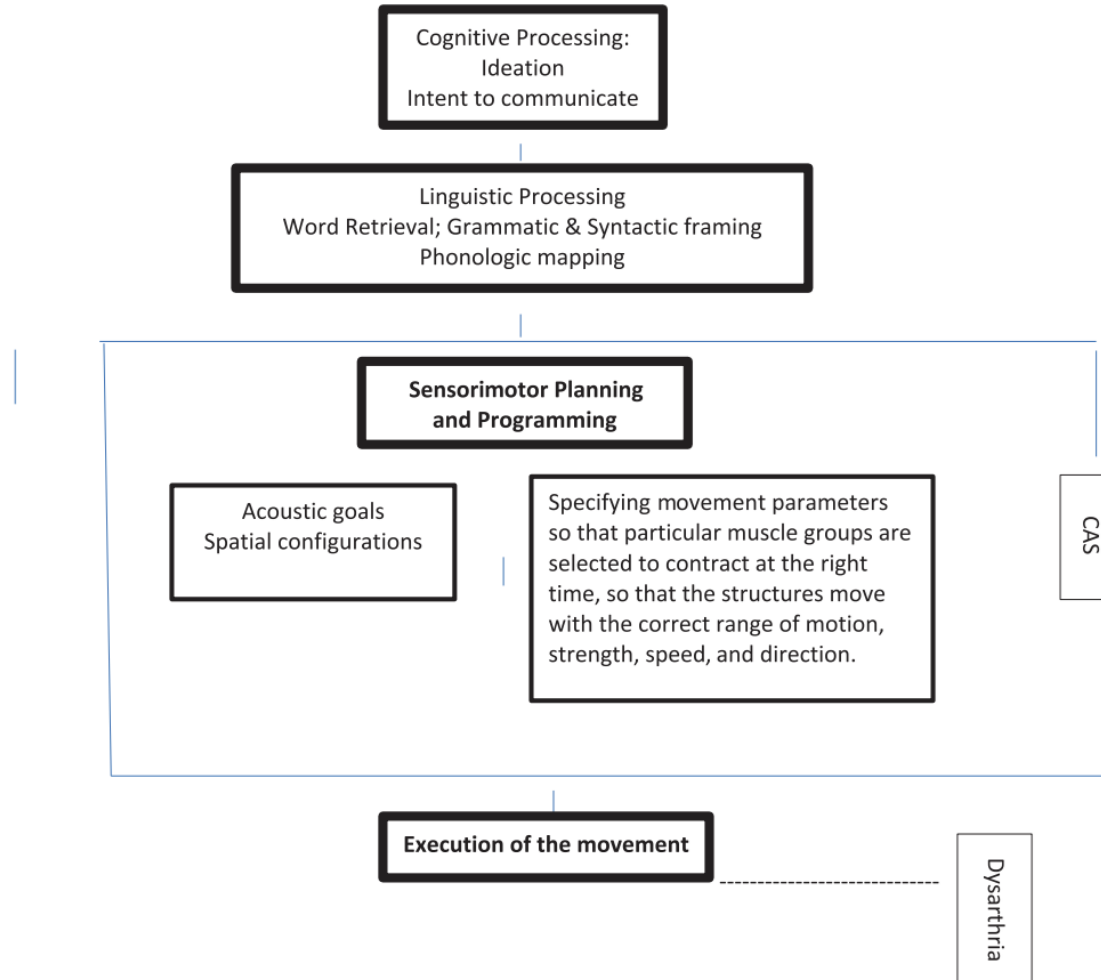 Cognitive Processing:
Ideation
Intent to communicate
Linguistic Processing
Word Retrieval; Grammatic & Syntactic framing
Phonologic mapping
Sensorimotor Planning
and Programming
Acoustic goals
Spatial configurations
Specifying movement parameters
so that particular muscle groups are
selected to contract at the right
time, so that the structures move
with the correct range of motion,
strength, speed, and direction.
CAS
Execution of the movement
Dysarthria